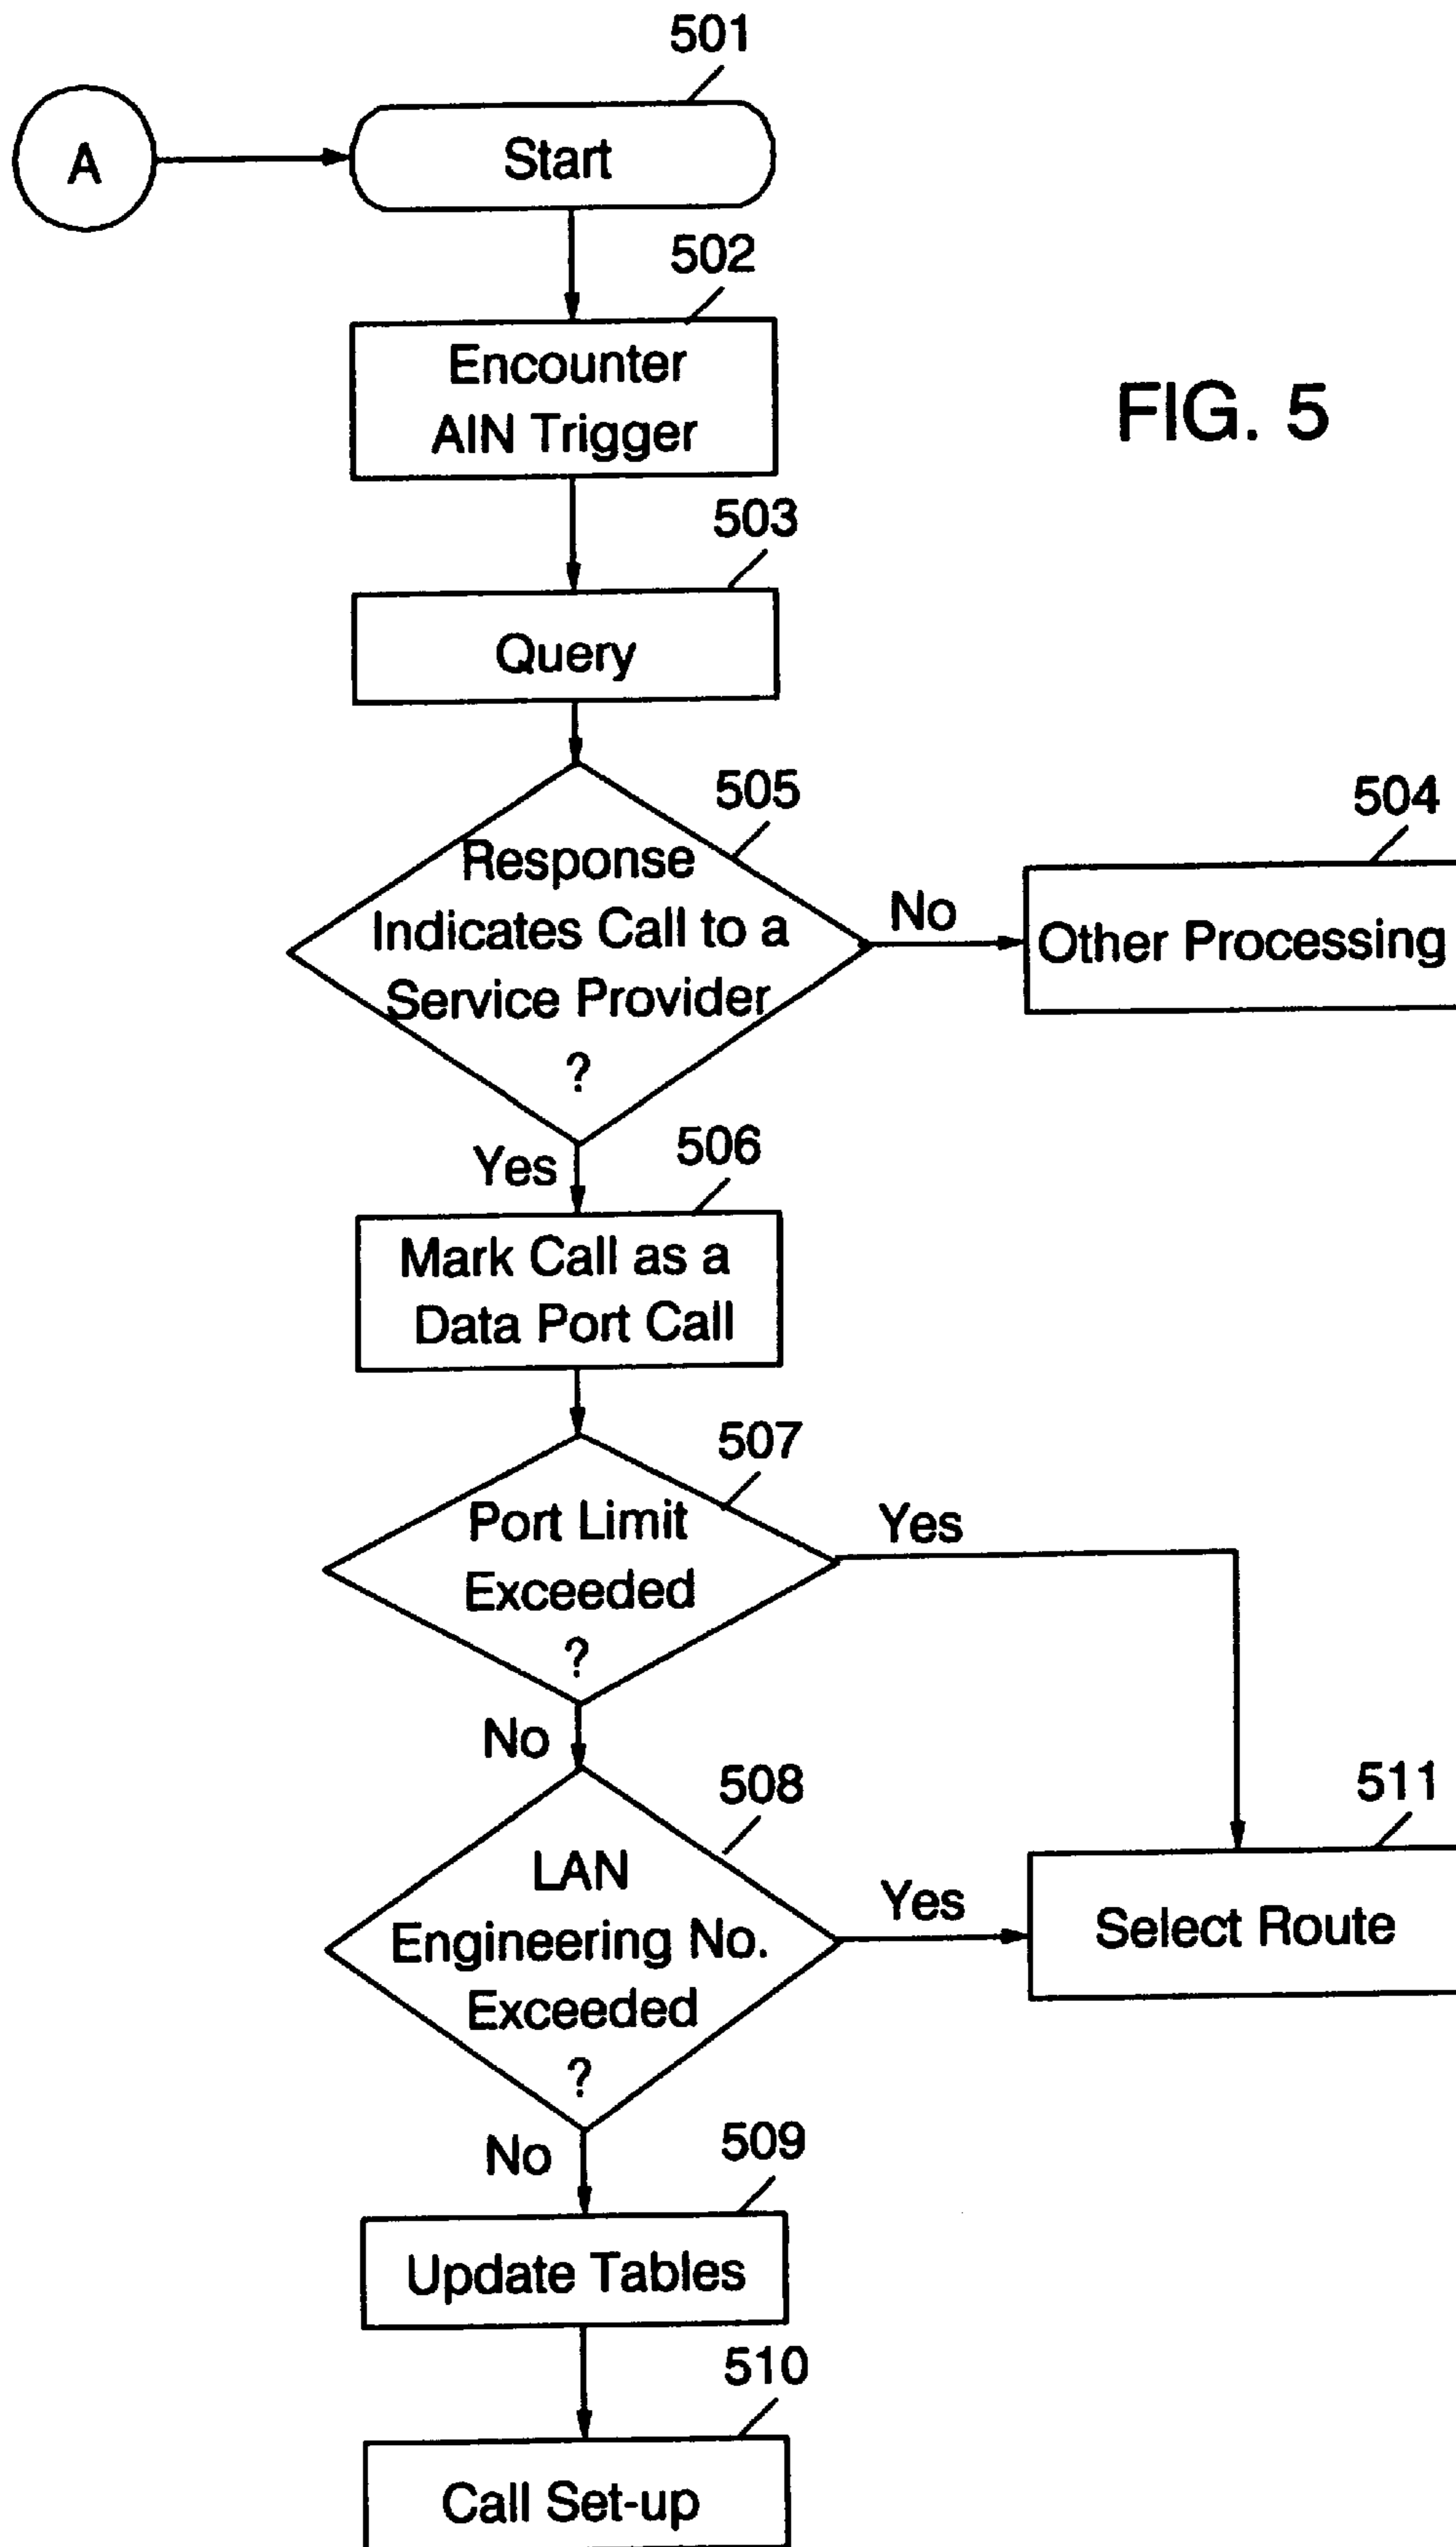 501
A
Start
502
Encounter
AIN Trigger
FIG. 5
503
Query
505
Response
Indicates Call to a
Service Provider
?
No
504
Other Processing
Yes
506
Mark Call as a
Data Port Call
507
Port Limit
Exceeded
?
Yes
No
508
LAN
Engineering No.
Exceeded
?
Yes
511
Select Route
No
509
Update Tables
510
Call Set-up